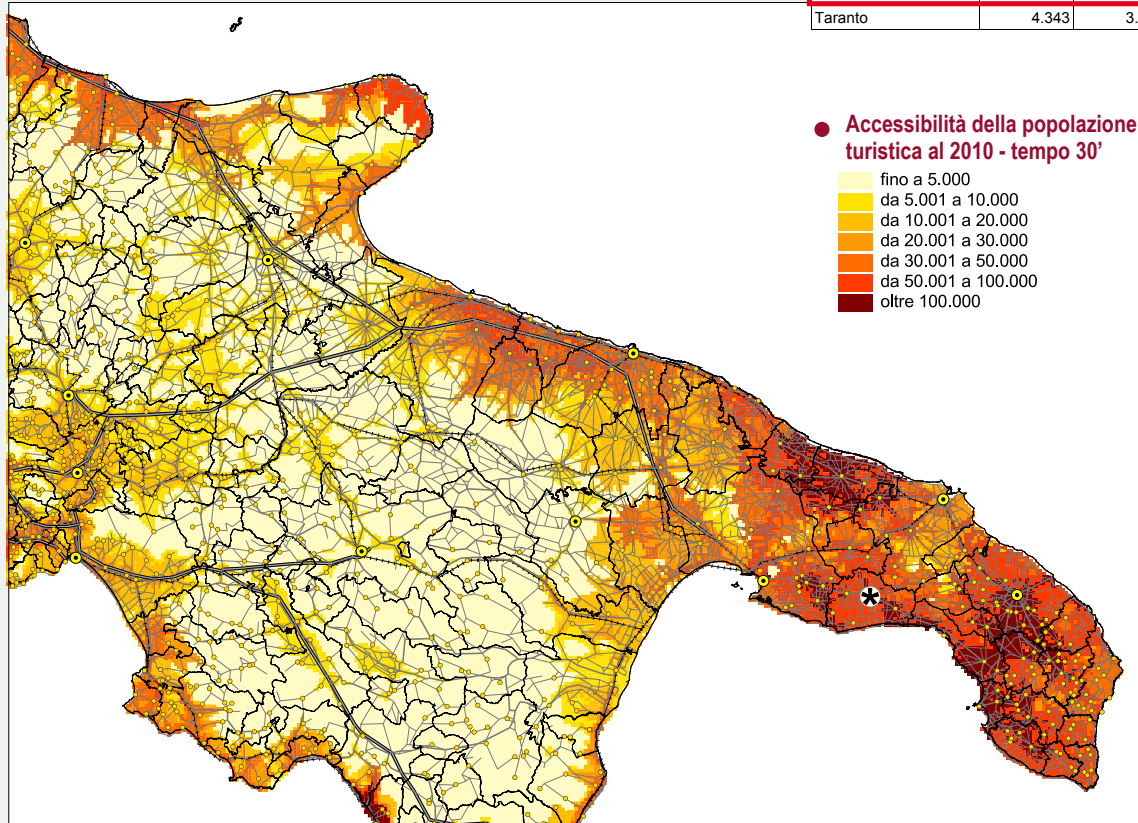 Taranto 4.343 3.
Accessibilità della popolazione
turistica al 2010 - tempo 30'
fino a 5.000
da 5.001 a 10.000
da 10.001 a 20.000
da 20.001 a 30.000
da 30.001 a 50.000
da 50.001 a 100.000
oltre 100.000